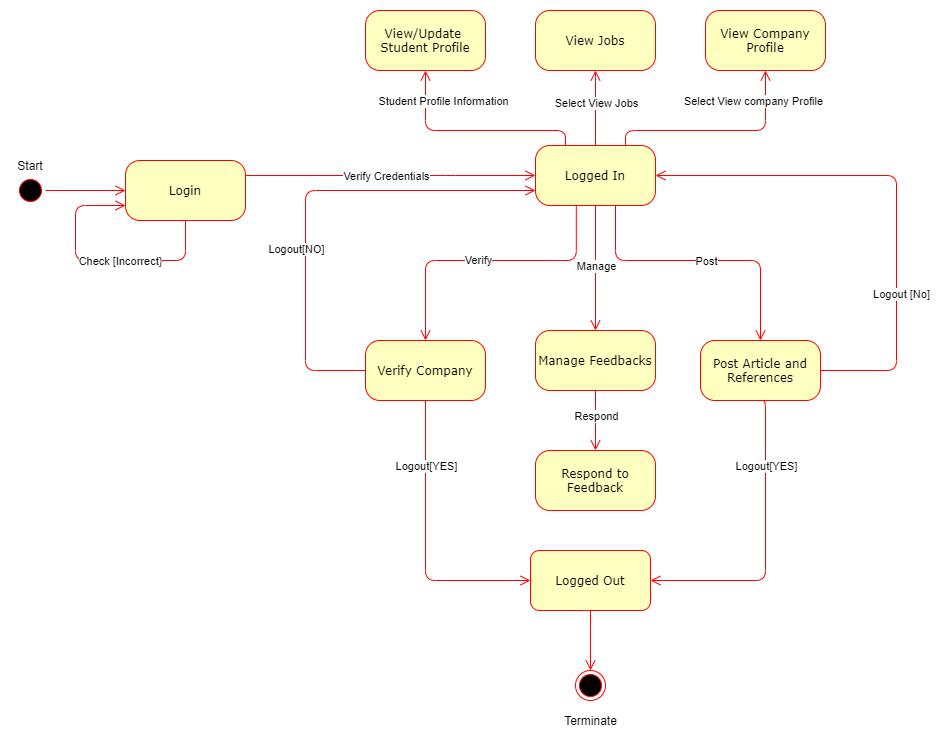 View/Update
Student Profile
View Jobs
View Company
Profile
Student Profile Information
Select View Jobs
Select View company Profile
Start
Login
Verify Credentials
Logged In
Check [Incorrect}
Logout[NO]
Verify
Manage
Post
Logout [No]
Verify Company
Manage Feedbacks
Post Article and
References
Respond
Logout[YES]
Respond to
Feedback
Logout[YES]
Logged Out
Terminate